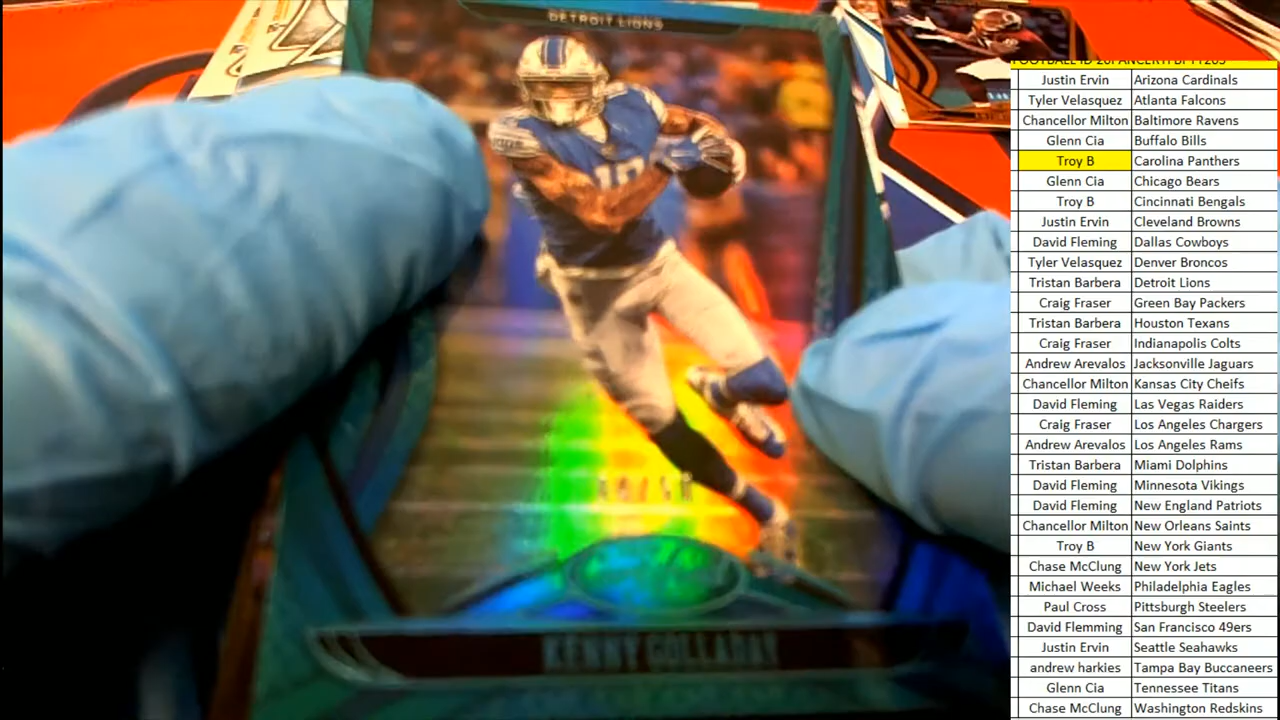 DETROIT LIONS
KENNY GOLLADAY
Justin Ervin Arizona Cardinals
Tyler Velasquez Atlanta Falcons
Chancellor Milton Baltimore Ravens
Glenn Cia Buffalo Bills
Troy B Carolina Panthers
Glenn Cia Chicago Bears
Troy B Cincinnati Bengals
Justin Ervin Cleveland Browns
David Fleming Dallas Cowboys
Tyler Velasquez Denver Broncos
Tristan Barbera Detroit Lions
Craig Fraser Green Bay Packers
Tristan Barbera Houston Texans
Craig Fraser Indianapolis Colts
Andrew Arevalos Jacksonville Jaguars
Chancellor Milton Kansas City Cheifs
David Fleming Las Vegas Raiders
Craig Fraser Los Angeles Chargers
Andrew Arevalos Los Angeles Rams
Tristan Barbera Miami Dolphins
David Fleming Minnesota Vikings
David Fleming New England Patriots
Chancellor Milton New Orleans Saints
Troy B New York Giants
Chase McClung New York Jets
Michael Weeks Philadelphia Eagles
Paul Cross Pittsburgh Steelers
David Flemming San Francisco 49ers
Justin Ervin Seattle Seahawks
andrew harkies Tampa Bay Buccaneers
Glenn Cia Tennessee Titans
Chase McClung Washington Redskins